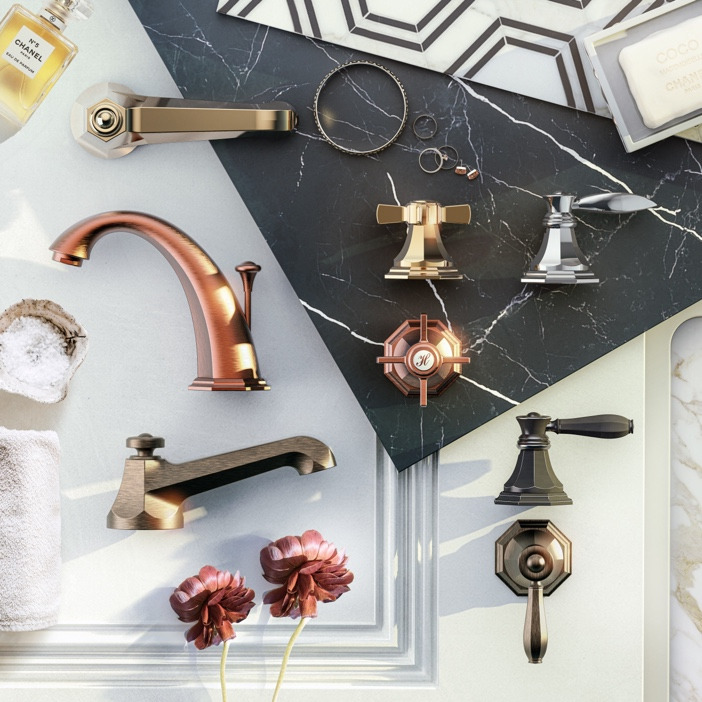 N°5
CHANEL
PARIS
EAU DE PARFUM
COCO
CHANEL
H